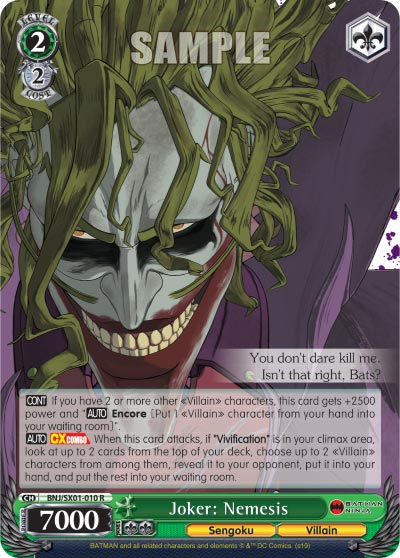 LEVEL
2
2
COST
SAMPLE
You don't dare kill me.
Isn't that right, Bats?
CONT If you have 2 or more other «Villain» characters, this card gets +2500
power and "AUTO Encore [Put 1 «Villain» character from your hand into
your waiting room]".
AUTO CXCOMBO When this card attacks, if "Vivification" is in your climax area,
look at up to 2 cards from the top of your deck, choose up to 2 «Villain»
characters from among them, reveal it to your opponent, put it into your
hand, and put the rest into your waiting room.
CH BNJ/SX01-010 R
7000
Joker: Nemesis
BATMAN
NINJA
Sengoku
Villain
BATMAN and all related characters and elements © & ™ DC Comics. (s19)